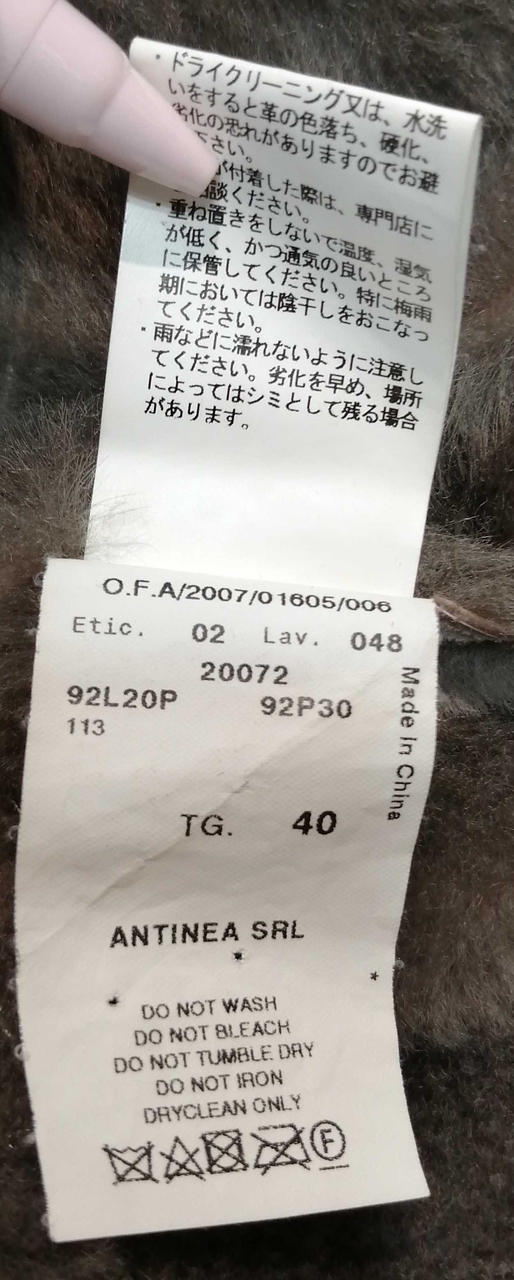 ・ドライクリーニング又は、水洗
いをすると革の色落ち、硬化、
劣化の恐れがありますのでお避
下さい。
が付着した際は、専門店に
談ください。
・重ね置きをしないで温度、湿気
が低く、かつ通気の良いところ
に保管してください。特に梅雨
期においては陰干しをおこなっ
てください。
・雨などに濡れないように注意し
てください。劣化を早め、場所
によってはシミとして残る場合
があります。
O.F.A/2007/01605/006
Etic. 02 Lav. 048
20072
92L20P 92P30
113
Made in China
TG. 40
ANTINEA SRL
*
DO NOT WASH
DO NOT BLEACH
DO NOT TUMBLE DRY
DO NOT IRON
DRYCLEAN ONLY
F